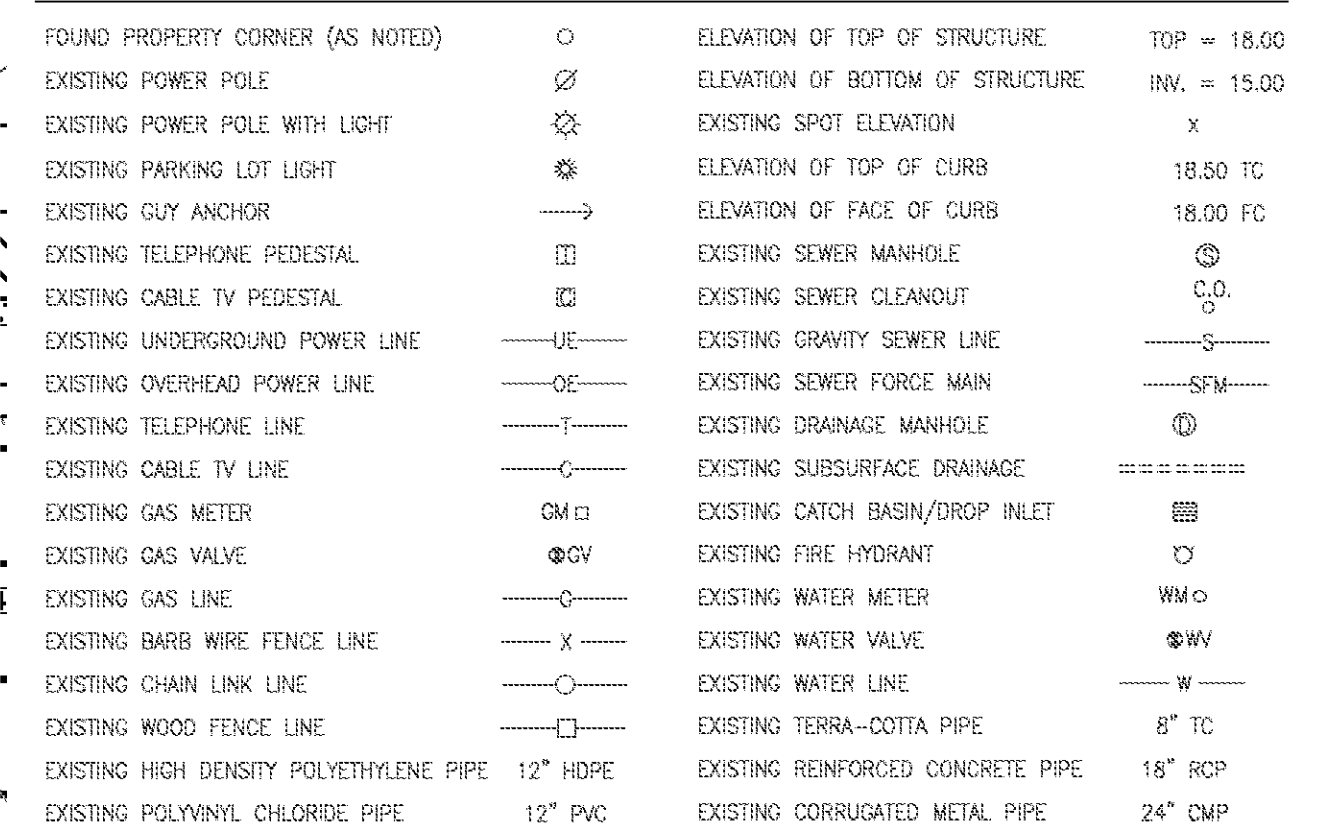 FOUND PROPERTY CORNER (AS NOTED)
EXISTING POWER POLE
EXISTING POWER POLE WITH LIGHT
EXISTING PARKING LOT LIGHT
EXISTING GUY ANCHOR
EXISTING TELEPHONE PEDESTAL T
EXISTING CABLE TV PEDESTAL C
EXISTING UNDERGROUND POWER LINE UE
EXISTING OVERHEAD POWER LINE OE
EXISTING TELEPHONE LINE T
EXISTING CABLE TV LINE C
EXISTING GAS METER GM
EXISTING GAS VALVE GV
EXISTING GAS LINE G
EXISTING BARB WIRE FENCE LINE X
EXISTING CHAIN LINK LINE
EXISTING WOOD FENCE LINE
EXISTING HIGH DENSITY POLYETHYLENE PIPE 12" HDPE
EXISTING POLYVINYL CHLORIDE PIPE 12" PVC
ELEVATION OF TOP OF STRUCTURE TOP = 18.00
ELEVATION OF BOTTOM OF STRUCTURE INV. = 15.00
EXISTING SPOT ELEVATION x
ELEVATION OF TOP OF CURB 18.50 TC
ELEVATION OF FACE OF CURB 18.00 FC
EXISTING SEWER MANHOLE S
EXISTING SEWER CLEANOUT C.O.
EXISTING GRAVITY SEWER LINE S
EXISTING SEWER FORCE MAIN SFM
EXISTING DRAINAGE MANHOLE D
EXISTING SUBSURFACE DRAINAGE
EXISTING CATCH BASIN/DROP INLET
EXISTING FIRE HYDRANT
EXISTING WATER METER WM
EXISTING WATER VALVE WV
EXISTING WATER LINE W
EXISTING TERRA-COTTA PIPE 8" TC
EXISTING REINFORCED CONCRETE PIPE 18" RCP
EXISTING CORRUGATED METAL PIPE 24" CMP